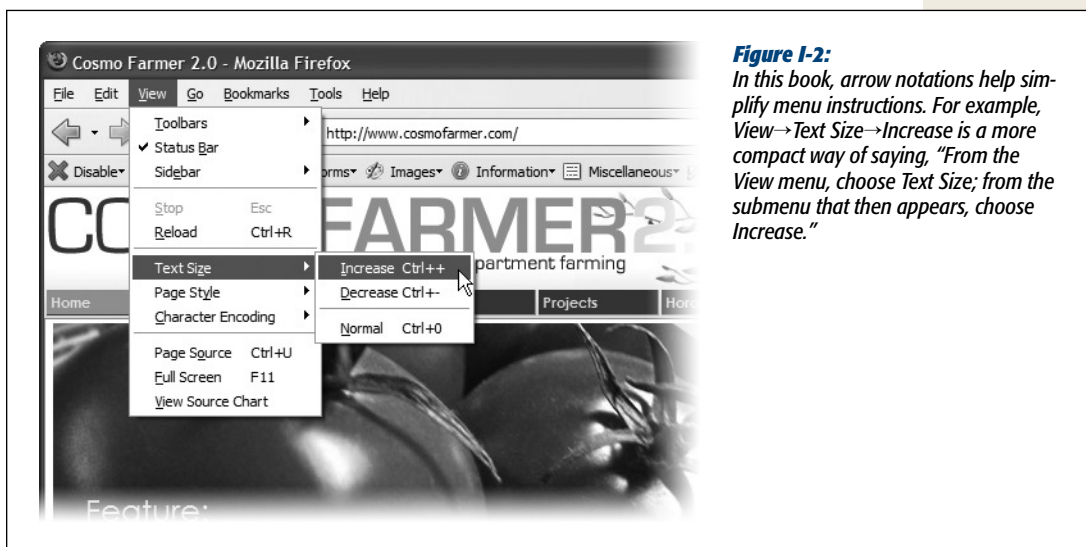 Cosmo Farmer 2.0 - Mozilla Firefox
File Edit View Go Bookmarks Tools Help
Toolbars
http://www.cosmofarmer.com/
Status Bar
Disable
Sidebar
Images Information Miscellaneous
Stop Esc
FARMER2
Reload Ctrl+R
partment farming
Text Size
Increase Ctrl++
Home
Page Style
Decrease Ctrl+-
Projects
Character Encoding
Normal Ctrl+0
Page Source Ctrl+U
Full Screen F11
View Source Chart
Feature:
Figure I-2:
In this book, arrow notations help sim-
plify menu instructions. For example,
View→Text Size→Increase is a more
compact way of saying, “From the
View menu, choose Text Size; from the
submenu that then appears, choose
Increase.”